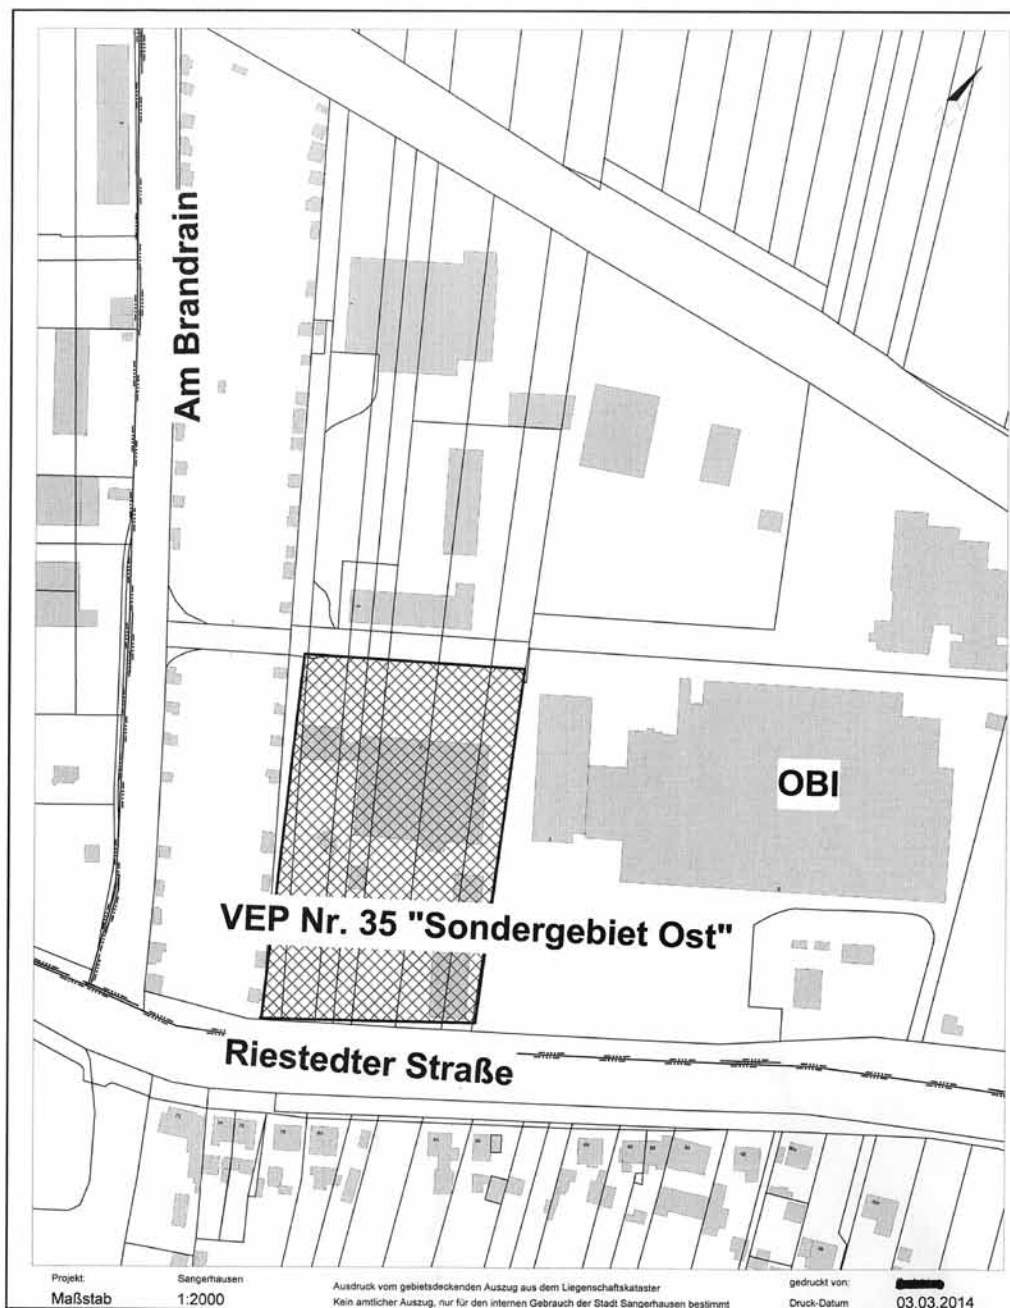 Am Brandrain
OBI
VEP Nr. 35 "Sondergebiet Ost"
Riestedter Straße
Projekt: Sangerhausen
Maßstab 1:2000
Ausdruck vom gebietsdeckenden Auszug aus dem Liegenschaftskataster
Kein amtlicher Auszug, nur für den internen Gebrauch der Stadt Sangerhausen bestimmt
gedruckt von:
Druck-Datum 03.03.2014